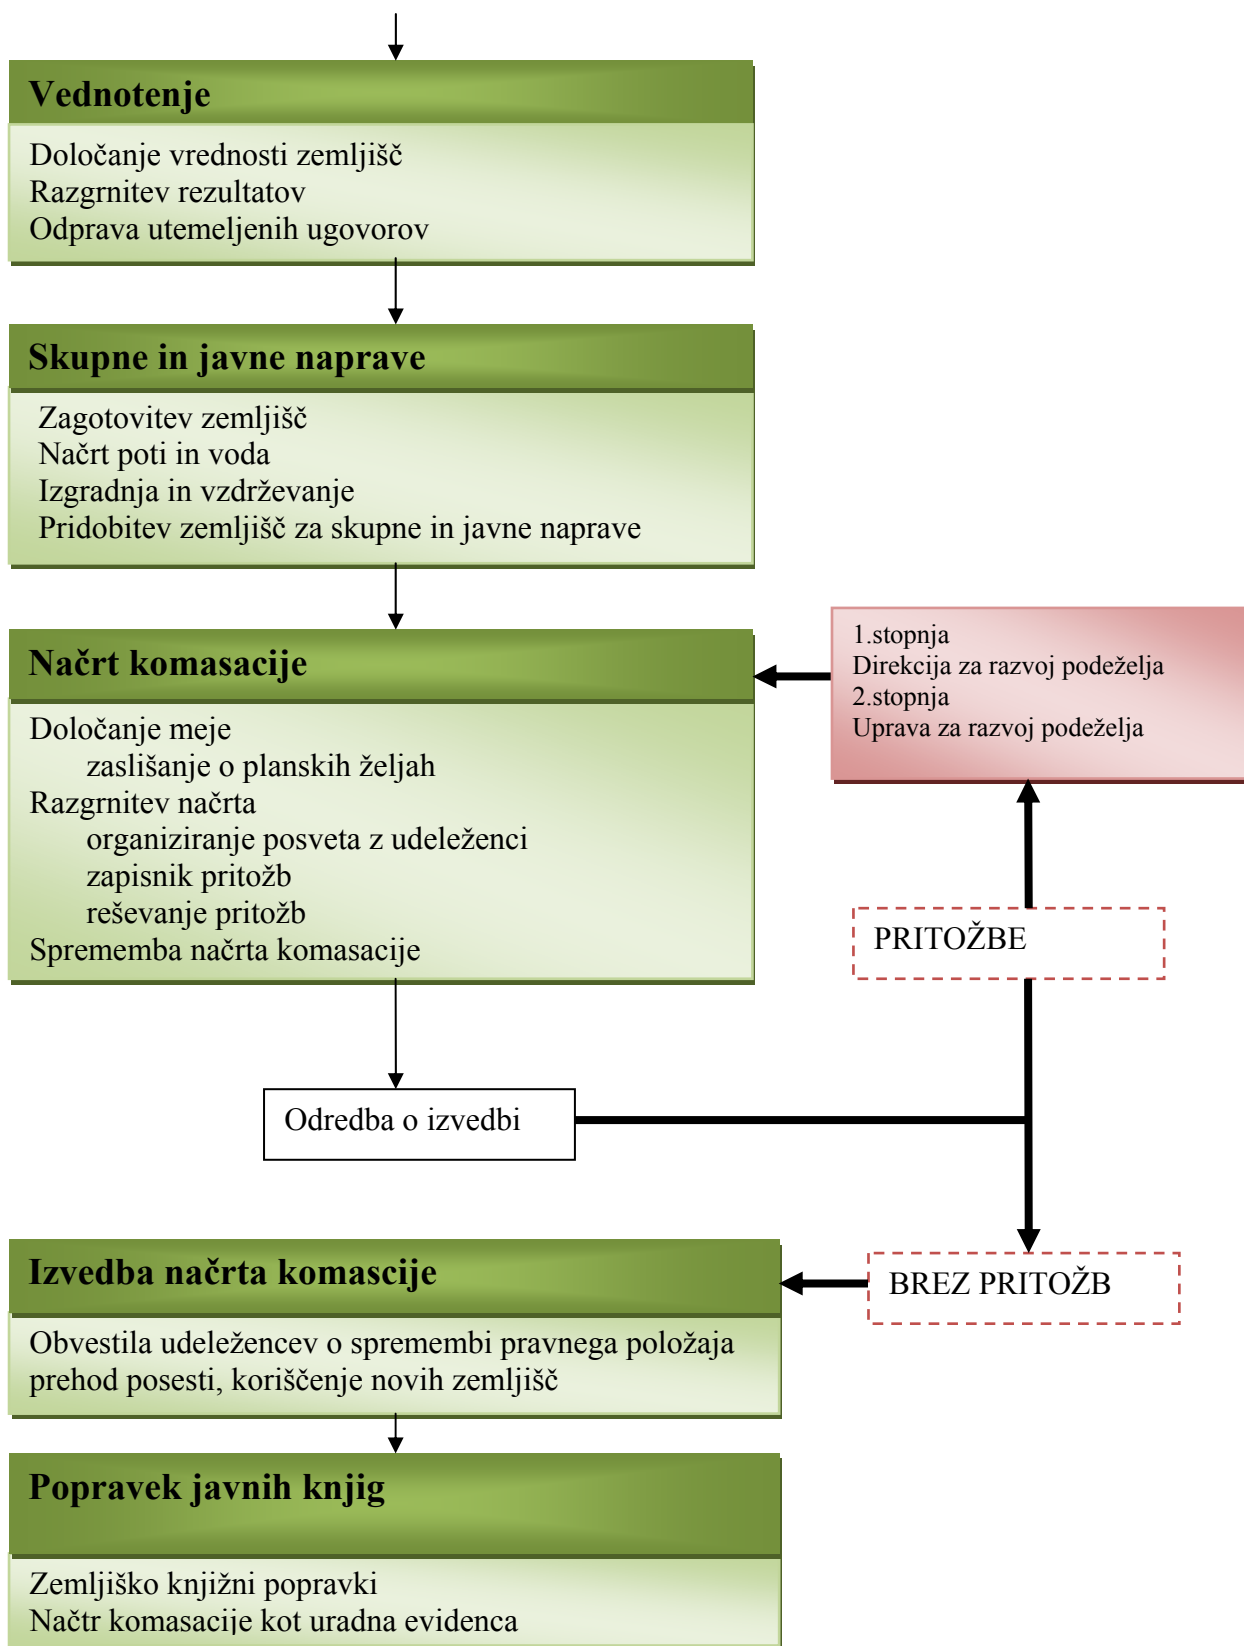 Vednotenje
Določanje vrednosti zemljišč
Razgrnitev rezultatov
Odprava utemeljenih ugovorov
Skupne in javne naprave
Zagotovitev zemljišč
Načrt poti in voda
Izgradnja in vzdrževanje
Pridobitev zemljišč za skupne in javne naprave
Načrt komasacije
Določanje meje
zaslišanje o planskih željah
Razgrnitev načrta
organiziranje posveta z udeleženci
zapisnik pritožb
reševanje pritožb
Sprememba načrta komasacije
1.stopnja
Direkcija za razvoj podeželja
2.stopnja
Uprava za razvoj podeželja
PRITOŽBE
Odredba o izvedbi
BREZ PRITOŽB
Izvedba načrta komascije
Obvestila udeležencev o spremembi pravnega položaja
prehod posesti, koriščenje novih zemljišč
Popravek javnih knjig
Zemljiško knjižni popravki
Načtr komasacije kot uradna evidenca